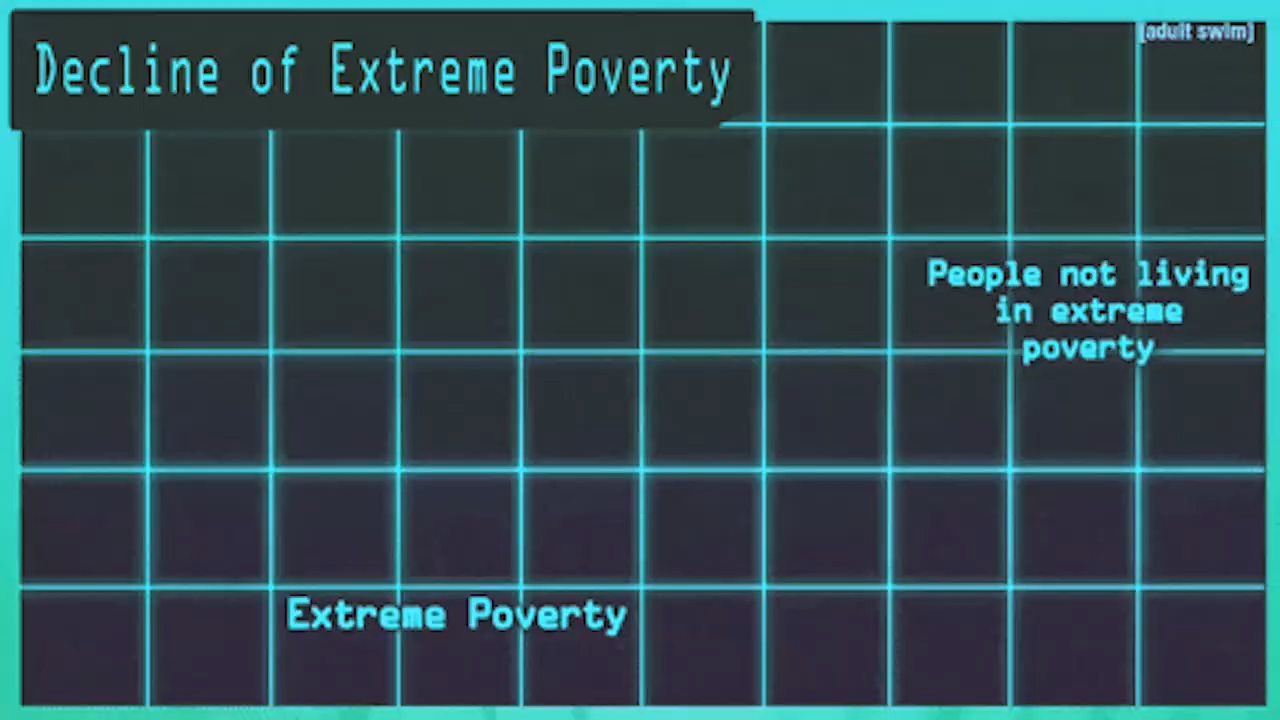 Decline of Extreme Poverty
[adult swim]
People not living
in extreme
poverty
Extreme Poverty